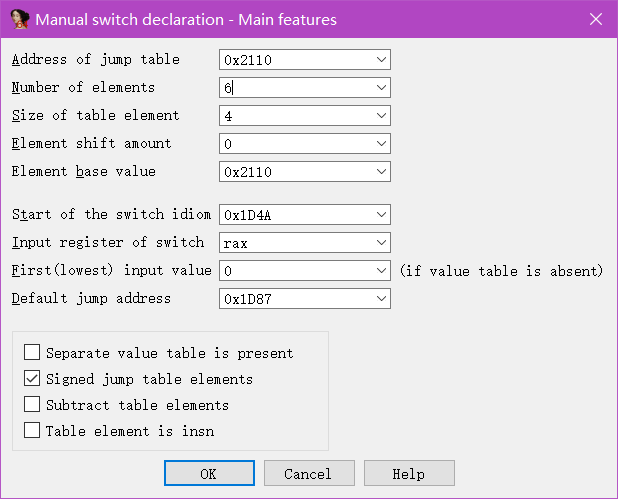 Manual switch declaration - Main features
Address of jump table 0x2110
Number of elements 6
Size of table element 4
Element shift amount 0
Element base value 0x2110
Start of the switch idiom 0x1D4A
Input register of switch rax
First(lowest) input value 0 (if value table is absent)
Default jump address 0x1D87
Separate value table is present
Signed jump table elements
Subtract table elements
Table element is insn
OK Cancel Help